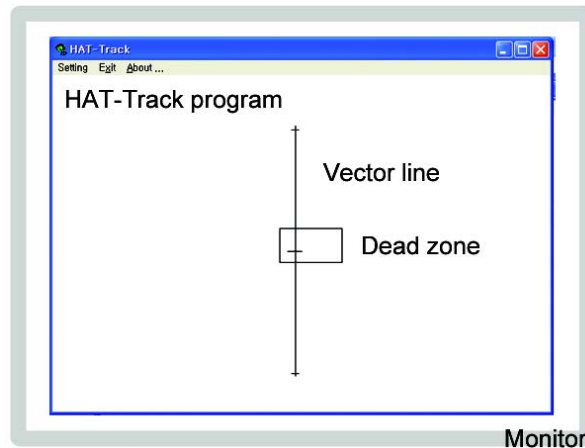 HAT-Track
Setting Exit About ...
HAT-Track program
Vector line
Dead zone
Monitor